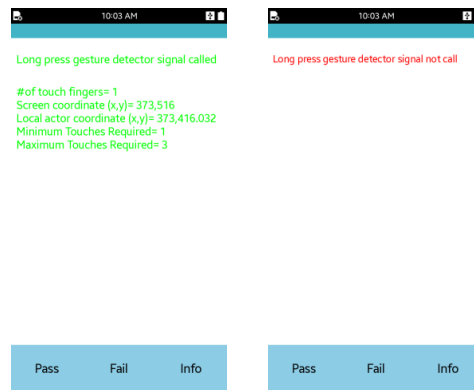 10:03 AM
Long press gesture detector signal called
#of touch fingers= 1
Screen coordinate (x,y)= 373,516
Local actor coordinate (x,y)= 373,416.032
Minimum Touches Required= 1
Maximum Touches Required= 3
Pass Fail Info
10:03 AM
Long press gesture detector signal not call
Pass Fail Info